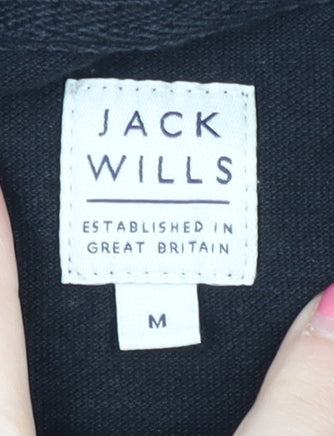 JACK
WILLS
ESTABLISHED IN
GREAT BRITAIN
M